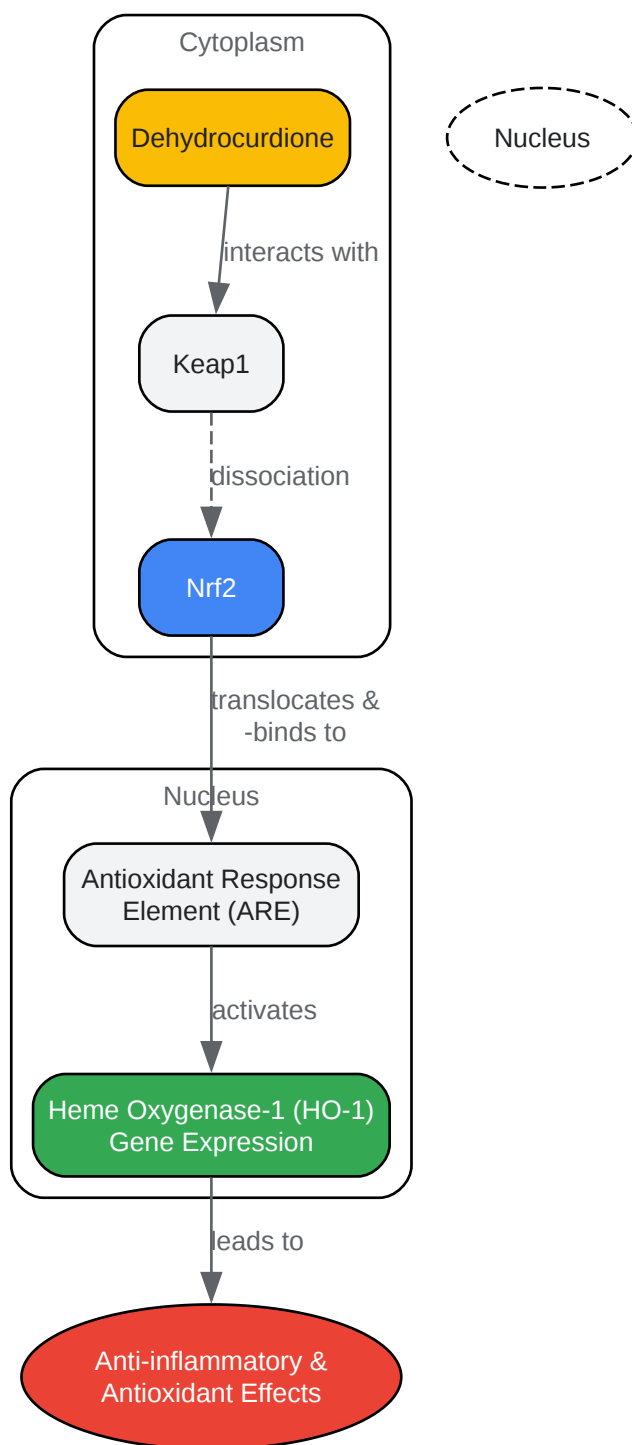 Cytoplasm
Dehydrocurdione
Nucleus
interacts with
Keap1
dissociation
Nrf2
translocates &
-binds to
Nucleus
Antioxidant Response
Element (ARE)
activates
Heme Oxygenase-1 (HO-1)
Gene Expression
leads to
Anti-inflammatory &
Antioxidant Effects